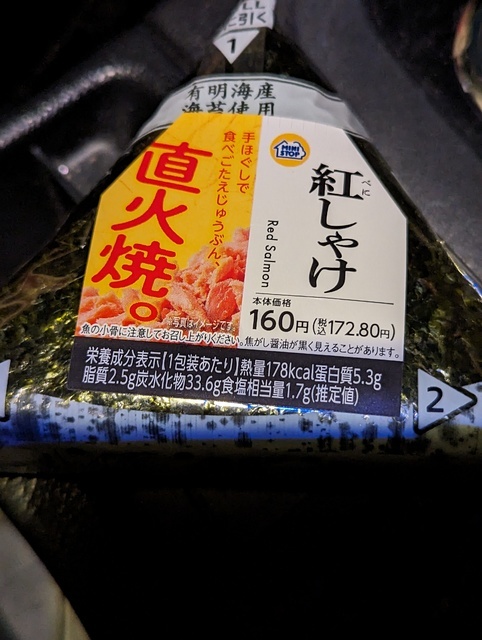 に引く
1
有明海産
海苔使用
手ほぐしで
食べごたえじゅうぶん、
直火焼。
MINI
STOP
紅しゃけ
べに
Red Salmon
本体価格
160円(税込172.80円)
※写真はイメージです
魚の小骨に注意してお召し上がりください。焦がし醤油が黒く見えることがあります。
栄養成分表示【1包装あたり】熱量178kcal蛋白質5.3g
脂質2.5g炭水化物33.6g食塩相当量1.7g(推定値)
2